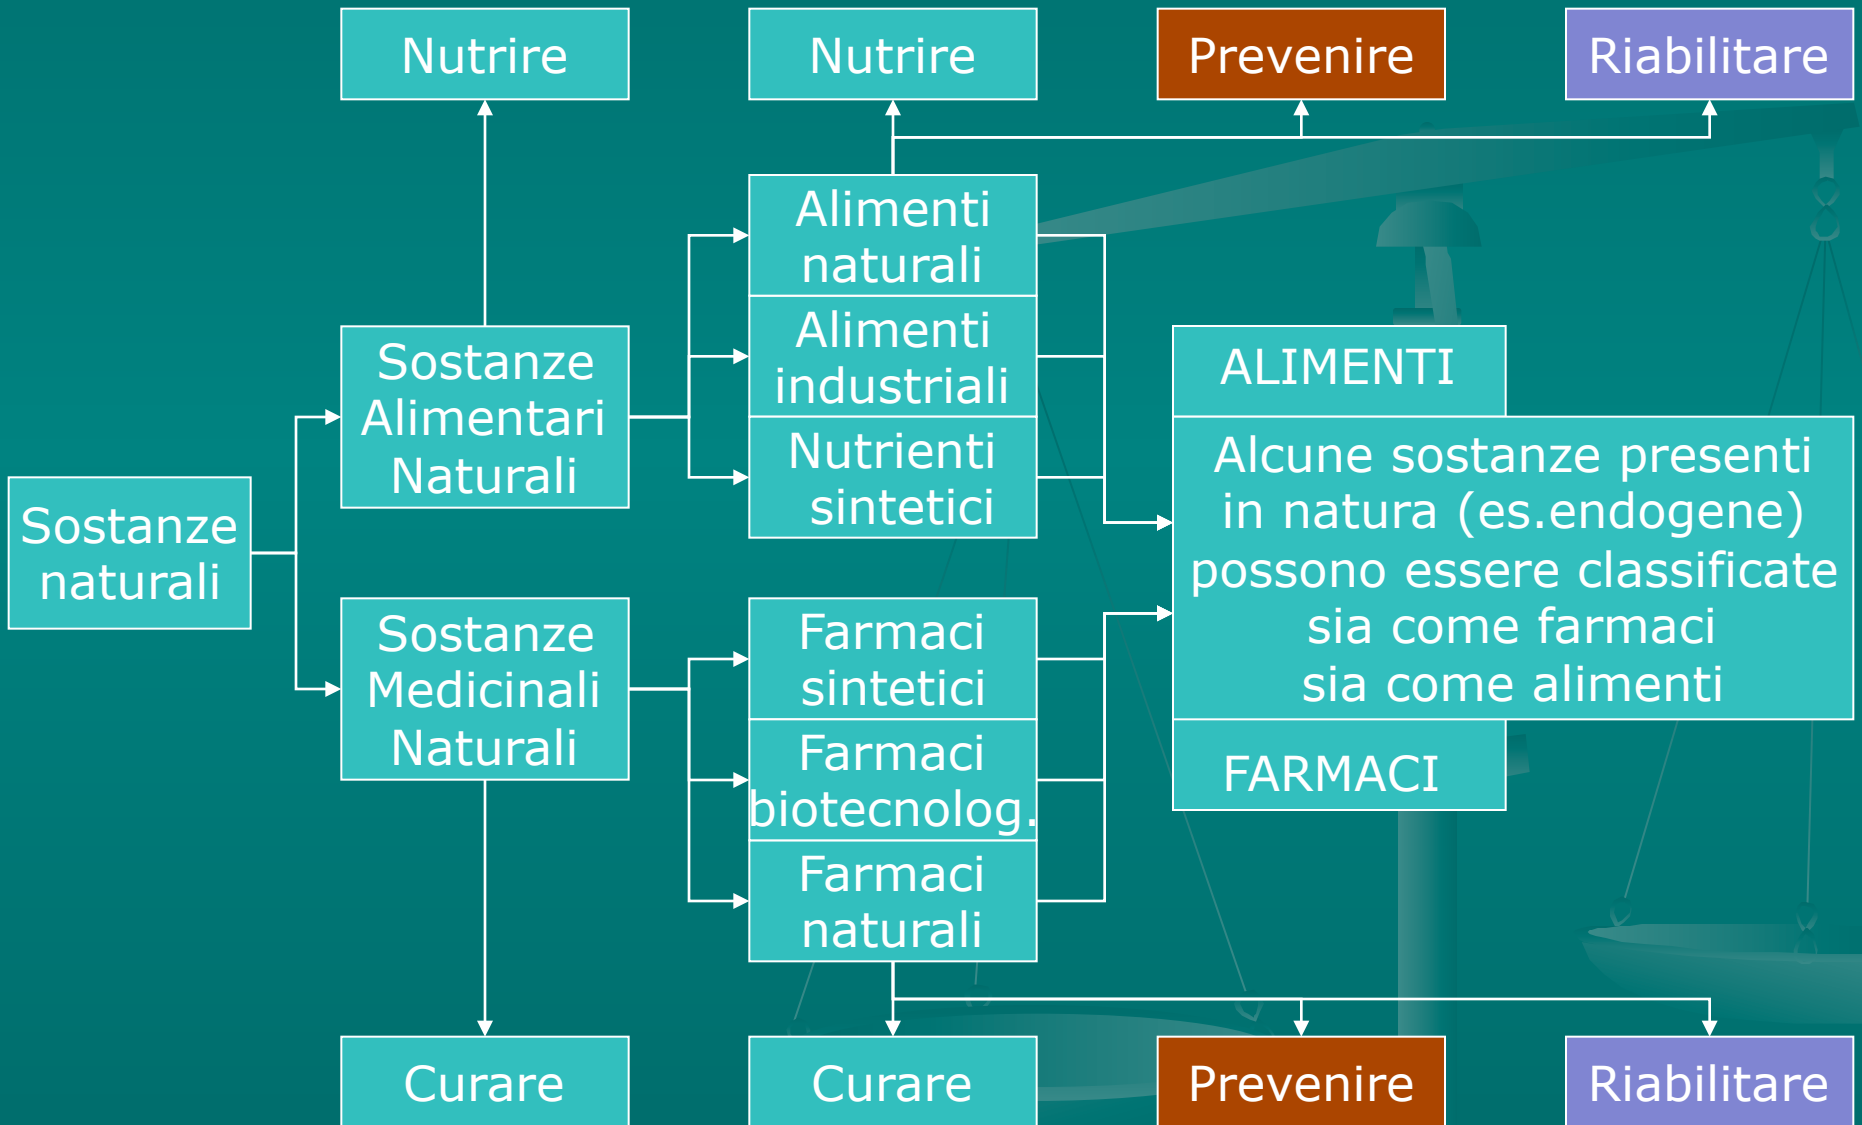 Nutrire
Nutrire
Prevenire
Riabilitare
Alimenti
naturali
Alimenti
industriali
Nutrienti
sintetici
Sostanze
Alimentari
Naturali
Sostanze
naturali
Sostanze
Medicinali
Naturali
Farmaci
sintetici
Farmaci
biotecnolog.
Farmaci
naturali
ALIMENTI
Alcune sostanze presenti
in natura (es.endogene)
possono essere classificate
sia come farmaci
sia come alimenti
FARMACI
Curare
Curare
Prevenire
Riabilitare